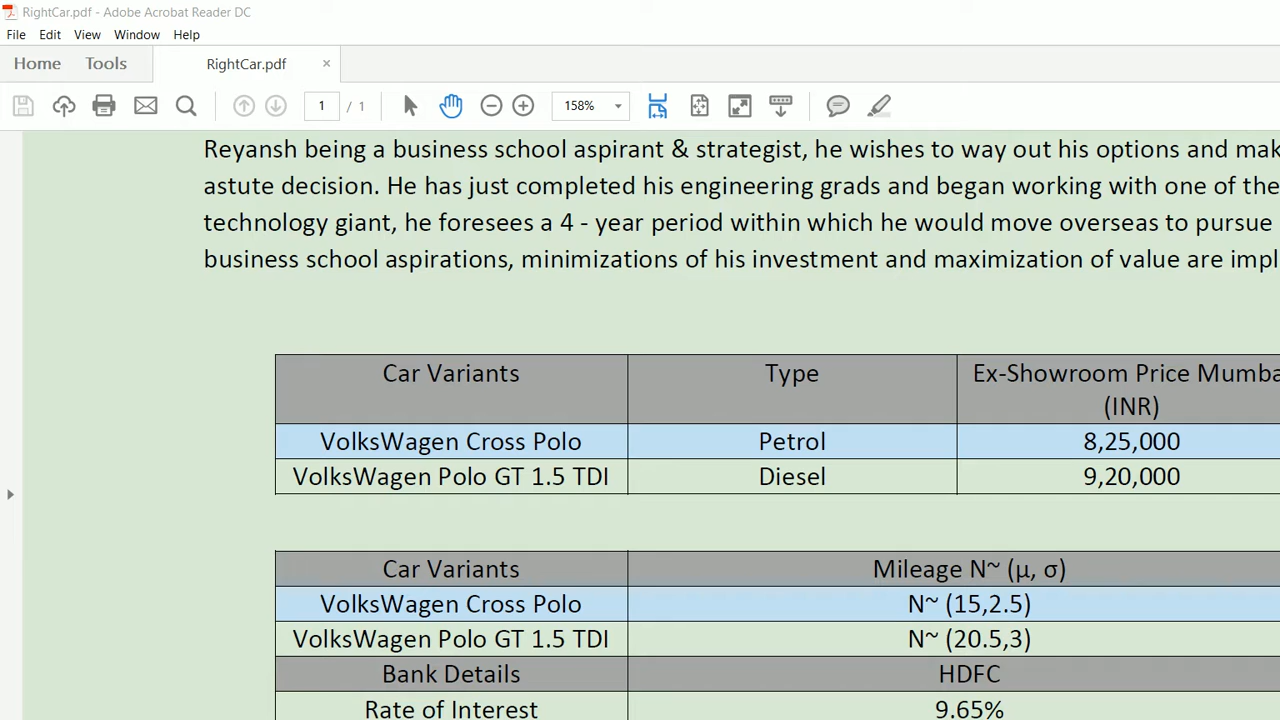 RightCar.pdf - Adobe Acrobat Reader DC
File Edit View Window Help
Home Tools RightCar.pdf ×
1 / 1 158%
Reyansh being a business school aspirant & strategist, he wishes to way out his options and mak
astute decision. He has just completed his engineering grads and began working with one of the
technology giant, he foresees a 4 - year period within which he would move overseas to pursue
business school aspirations, minimizations of his investment and maximization of value are impl
Car Variants Type Ex-Showroom Price Mumba
(INR)
VolksWagen Cross Polo Petrol 8,25,000
VolksWagen Polo GT 1.5 TDI Diesel 9,20,000
Car Variants Mileage N~ (μ, σ)
VolksWagen Cross Polo N~ (15,2.5)
VolksWagen Polo GT 1.5 TDI N~ (20.5,3)
Bank Details HDFC
Rate of Interest 9.65%